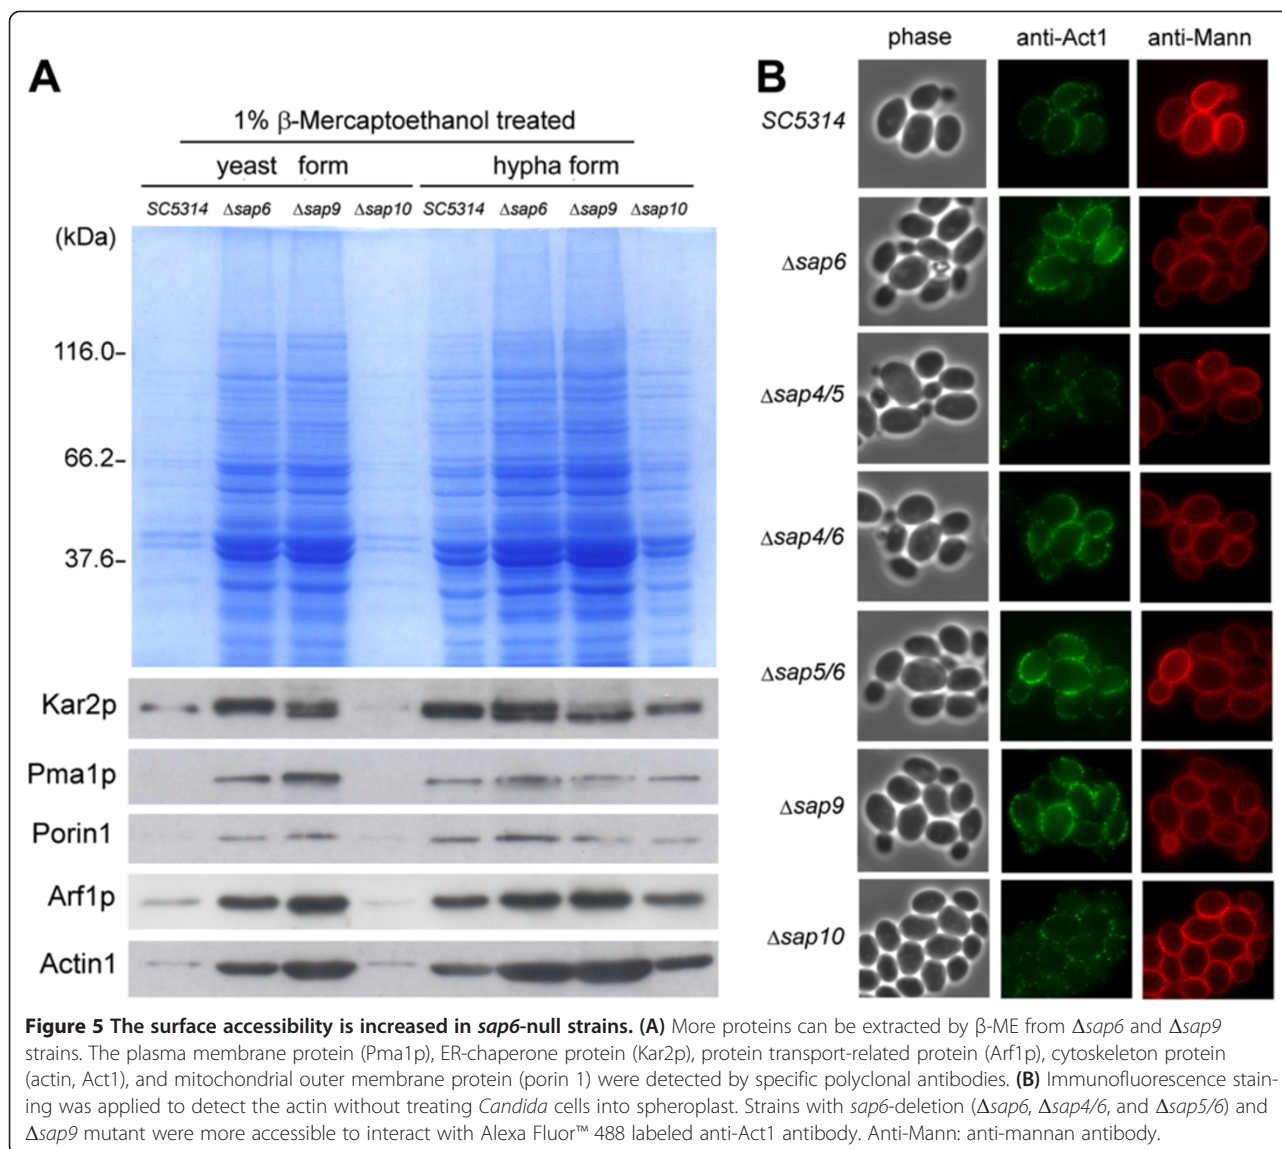 A
1% β-Mercaptoethanol treated
yeast form hypha form
SC5314 Δsap6 Δsap9 Δsap10 SC5314 Δsap6 Δsap9 Δsap10
(kDa)
116.0-
66.2-
37.6-
Kar2p
Pma1p
Porin1
Arf1p
Actin1
B
phase anti-Act1 anti-Mann
SC5314
Δsap6
Δsap4/5
Δsap4/6
Δsap5/6
Δsap9
Δsap10
Figure 5 The surface accessibility is increased in sap6-null strains. (A) More proteins can be extracted by β-ME from Δsap6 and Δsap9
strains. The plasma membrane protein (Pma1p), ER-chaperone protein (Kar2p), protein transport-related protein (Arf1p), cytoskeleton protein
(actin, Act1), and mitochondrial outer membrane protein (porin 1) were detected by specific polyclonal antibodies. (B) Immunofluorescence stain-
ing was applied to detect the actin without treating Candida cells into spheroplast. Strains with sap6-deletion (Δsap6, Δsap4/6, and Δsap5/6) and
Δsap9 mutant were more accessible to interact with Alexa Fluor™ 488 labeled anti-Act1 antibody. Anti-Mann: anti-mannan antibody.